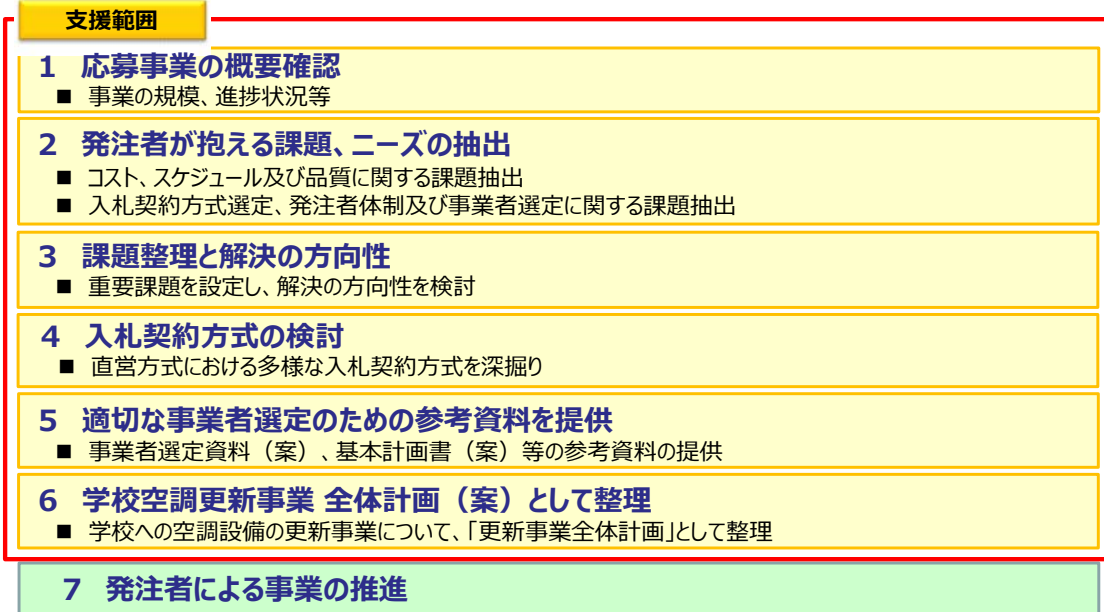 支援範囲
1 応募事業の概要確認
■ 事業の規模、進捗状況等
2 発注者が抱える課題、ニーズの抽出
■ コスト、スケジュール及び品質に関する課題抽出
■ 入札契約方式選定、発注者体制及び事業者選定に関する課題抽出
3 課題整理と解決の方向性
■ 重要課題を設定し、解決の方向性を検討
4 入札契約方式の検討
■ 直営方式における多様な入札契約方式を深掘り
5 適切な事業者選定のための参考資料を提供
■ 事業者選定資料（案）、基本計画書（案）等の参考資料の提供
6 学校空調更新事業 全体計画（案）として整理
■ 学校への空調設備の更新事業について、「更新事業全体計画」として整理
7 発注者による事業の推進